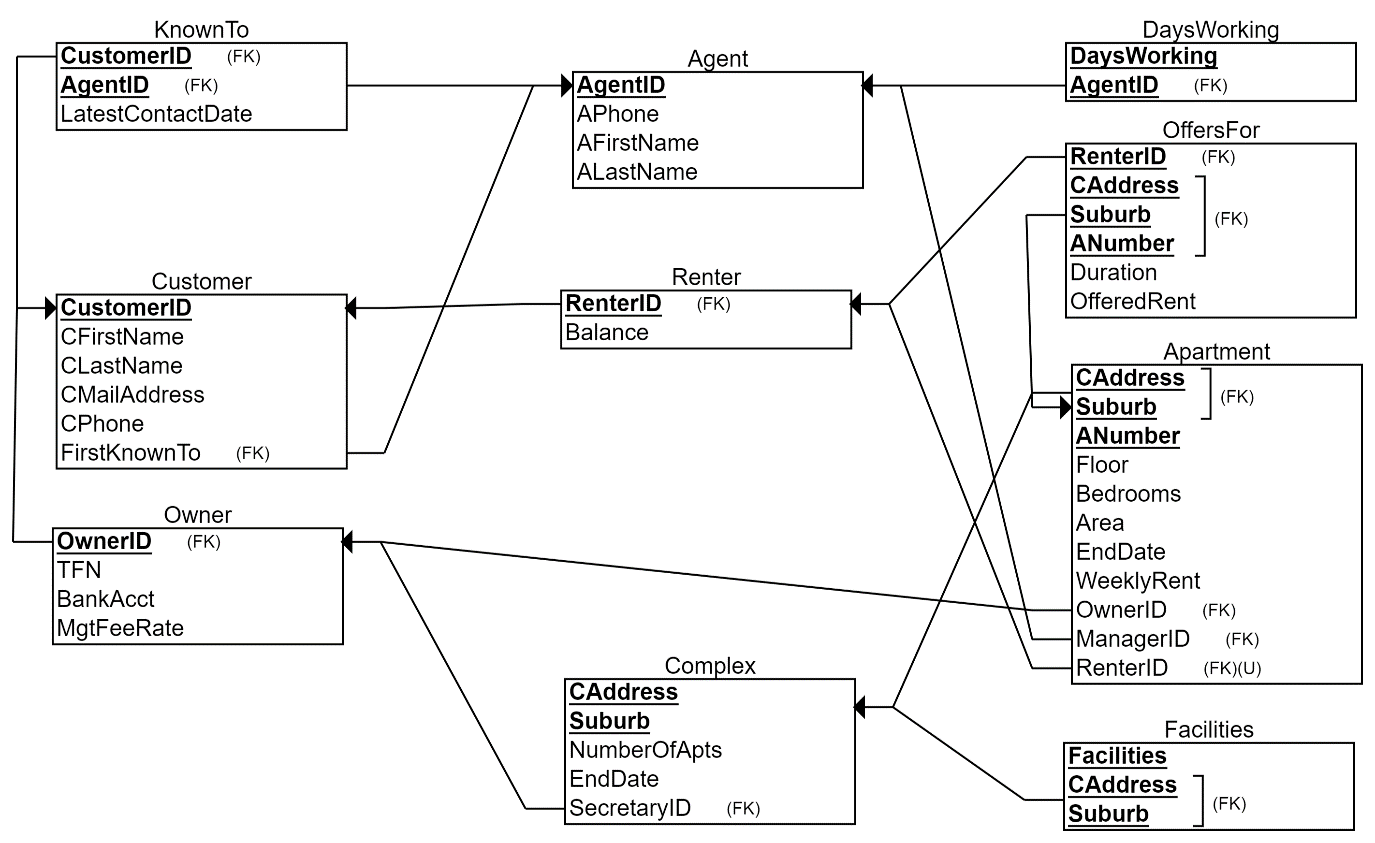 KnownTo
CustomerID (FK)
AgentID (FK)
LatestContactDate
Agent
AgentID
APhone
AFirstName
ALastName
DaysWorking
DaysWorking
AgentID (FK)
OffersFor
RenterID (FK)
CAddress
Suburb (FK)
ANumber
Duration
OfferedRent
Customer
CustomerID
CFirstName
CLastName
CMailAddress
CPhone
FirstKnownTo (FK)
Renter
RenterID (FK)
Balance
Apartment
CAddress (FK)
Suburb
ANumber
Floor
Bedrooms
Area
EndDate
WeeklyRent
OwnerID (FK)
ManagerID (FK)
RenterID (FK)(U)
Owner
OwnerID (FK)
TFN
BankAcct
MgtFeeRate
Complex
CAddress
Suburb
NumberOfApts
EndDate
SecretaryID (FK)
Facilities
Facilities
CAddress (FK)
Suburb